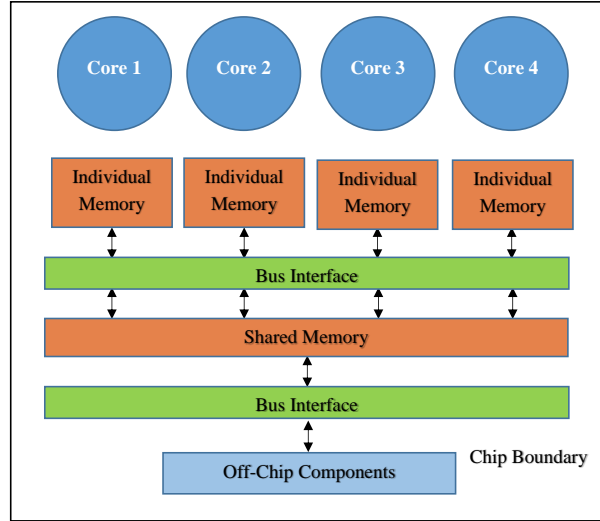 Core 1
Core 2
Core 3
Core 4
Individual
Memory
Individual
Memory
Individual
Memory
Individual
Memory
Bus Interface
Shared Memory
Bus Interface
Chip Boundary
Off-Chip Components